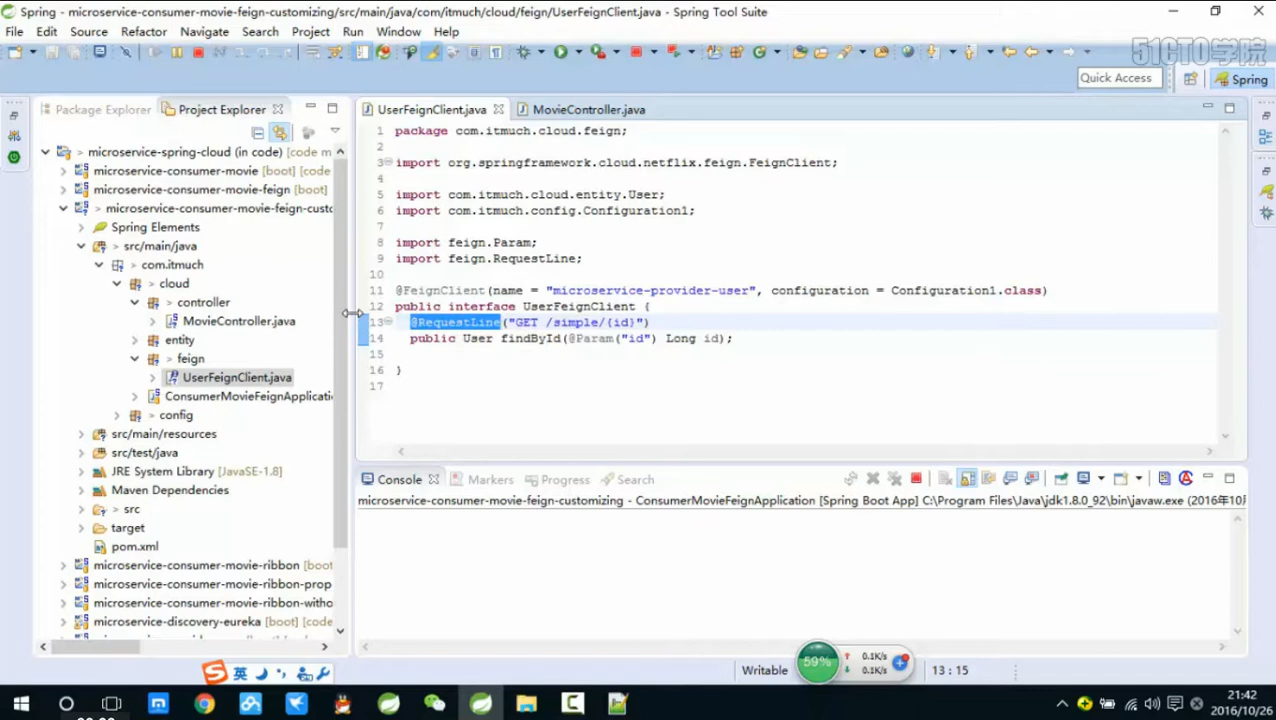 Spring - microservice-consumer-movie-feign-customizing/src/main/java/com/itmuch/cloud/feign/UserFeignClient.java - Spring Tool Suite
File Edit Source Refactor Navigate Search Project Run Window Help
51CTO学院
Quick Access
Spring
Package Explorer
Project Explorer
microservice-spring-cloud (in code) [code m
microservice-consumer-movie [boot] [code
microservice-consumer-movie-feign [boot]
> microservice-consumer-movie-feign-custo
Spring Elements
> src/main/java
> com.itmuch
> cloud
> controller
> MovieController.java
> entity
> feign
> UserFeignClient.java
> ConsumerMovieFeignApplicati
> config
src/main/resources
src/test/java
JRE System Library [JavaSE-1.8]
Maven Dependencies
> src
target
pom.xml
microservice-consumer-movie-ribbon [boot
microservice-consumer-movie-ribbon-prop
microservice-consumer-movie-ribbon-witho
microservice-discovery-eureka [boot] [code
UserFeignClient.java
MovieController.java
1 package com.itmuch.cloud.feign;
2
3 import org.springframework.cloud.netflix.feign.FeignClient;
4
5 import com.itmuch.cloud.entity.User;
6 import com.itmuch.config.Configuration1;
7
8 import feign.Param;
9 import feign.RequestLine;
10
11 @FeignClient(name = "microservice-provider-user", configuration = Configuration1.class)
12 public interface UserFeignClient {
13 @RequestLine("GET /simple/{id}")
14 public User findById(@Param("id") Long id);
15
16 }
17
Console
Markers
Progress
Search
microservice-consumer-movie-feign-customizing - ConsumerMovieFeignApplication [Spring Boot App] C:\Program Files\Java\jdk1.8.0_92\bin\javaw.exe (2016年10月
英
Writable
59%
0.1K/s
0.1K/s
13 : 15
21:42
2016/10/26